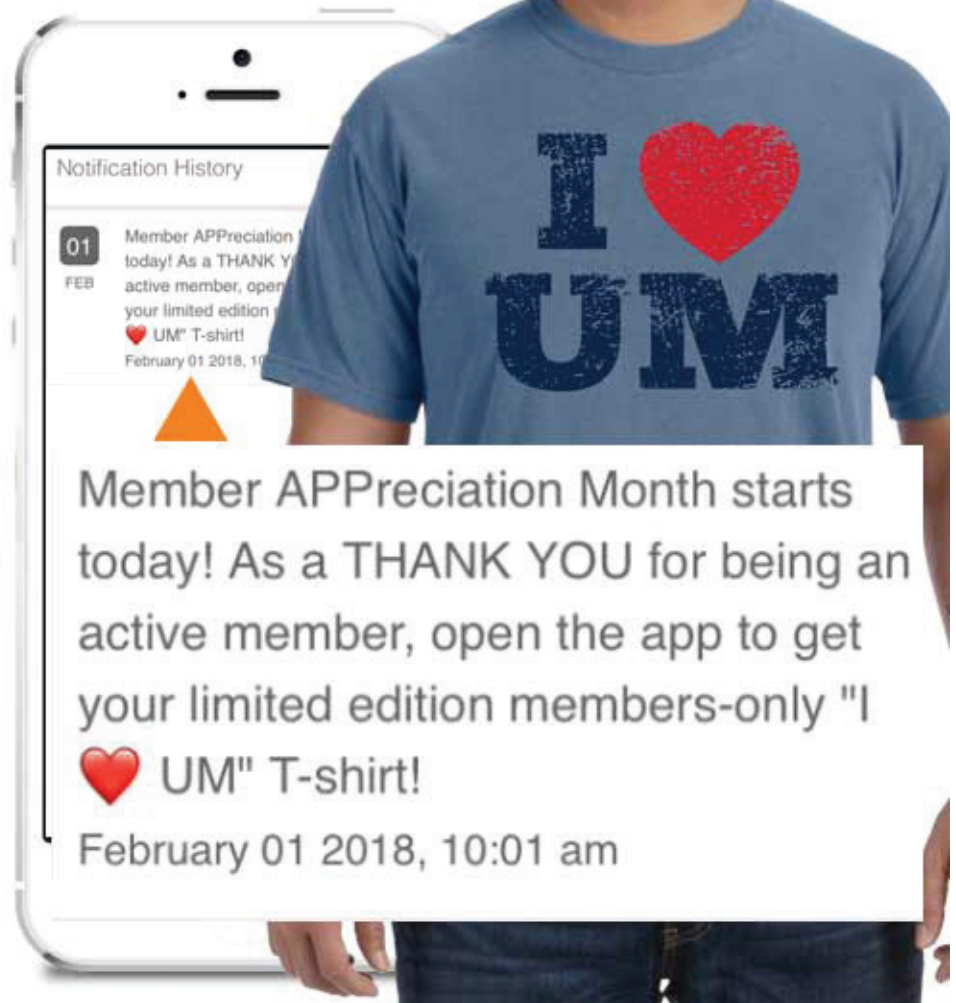 Notification History
01
FEB
Member APPreciation
today! As a THANK
active member, open
your limited edition
❤️ UM" T-shirt!
February 01 2018,
I ❤️
UM
Member APPreciation Month starts
today! As a THANK YOU for being an
active member, open the app to get
your limited edition members-only "I
❤️ UM" T-shirt!
February 01 2018, 10:01 am